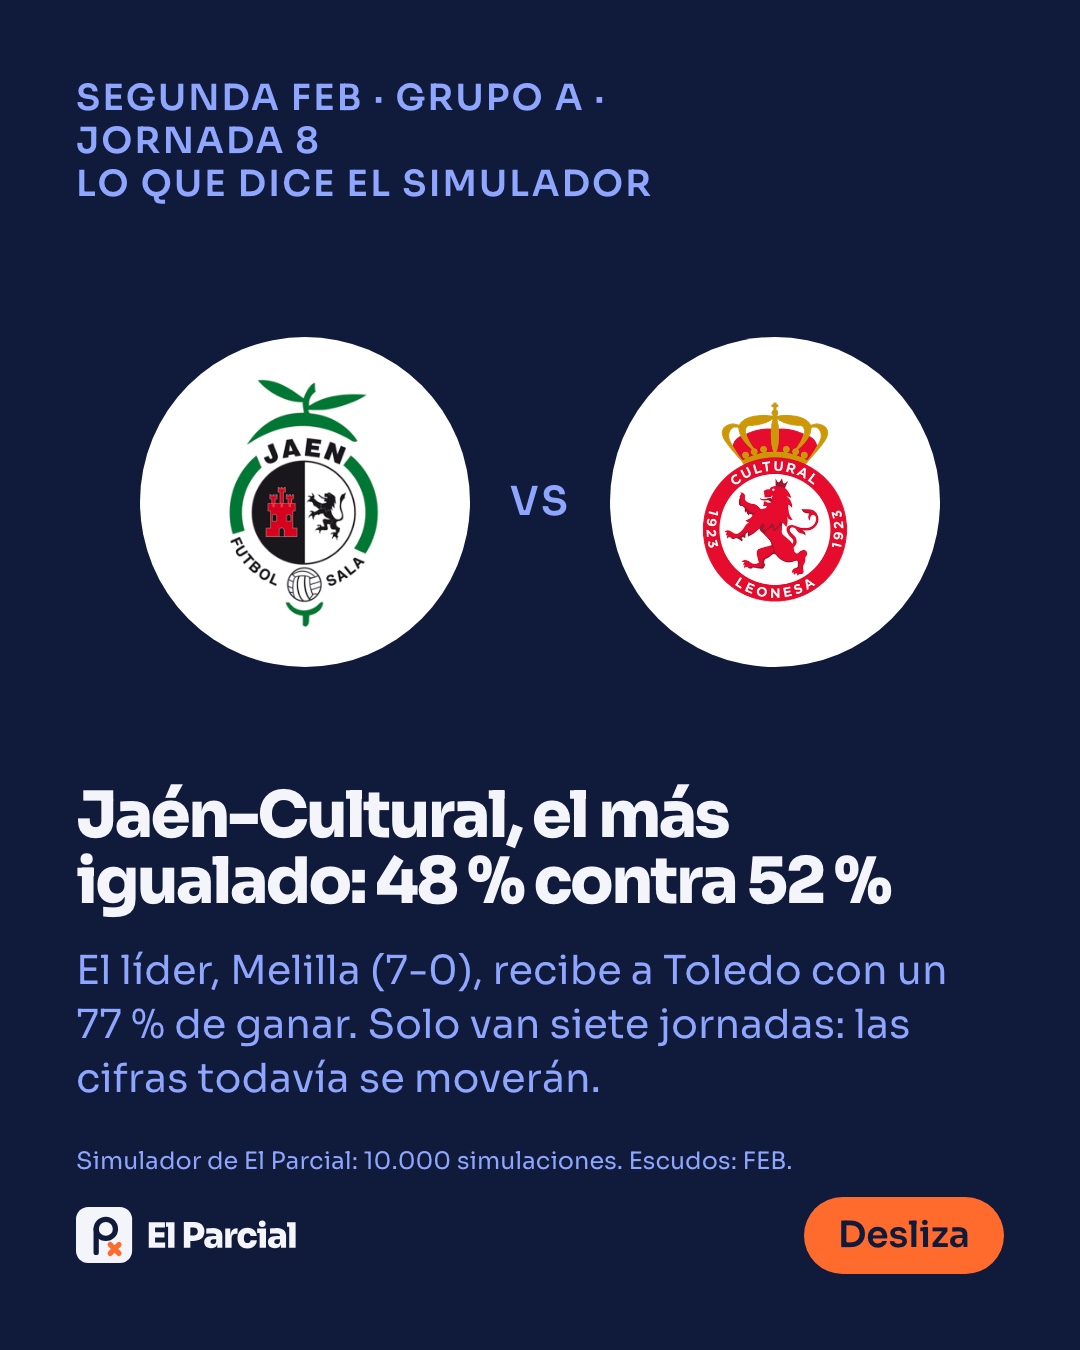 SEGUNDA FEB · GRUPO A ·
JORNADA 8
LO QUE DICE EL SIMULADOR
JAEN
FUTBOL SALA
VS
CULTURAL
1923 1923
LEONESA
Jaén-Cultural, el más
igualado: 48 % contra 52 %
El líder, Melilla (7-0), recibe a Toledo con un
77 % de ganar. Solo van siete jornadas: las
cifras todavía se moverán.
Simulador de El Parcial: 10.000 simulaciones. Escudos: FEB.
El Parcial
Desliza